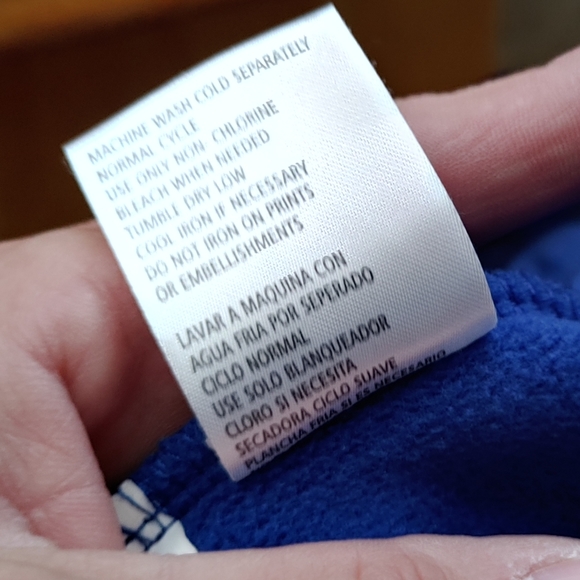 MACHINE WASH COLD SEPARATELY
NORMAL CYCLE
USE ONLY NON-CHLORINE
BLEACH WHEN NEEDED
TUMBLE DRY LOW
COOL IRON IF NECESSARY
DO NOT IRON ON PRINTS
OR EMBELLISHMENTS
LAVAR A MAQUINA CON
AGUA FRIA POR SEPERADO
CICLO NORMAL
USE SOLO BLANQUEADOR
CLORO SI NECESITA
SECADORA CICLO SUAVE
PLANCHA FRIA SI ES NECESARIO